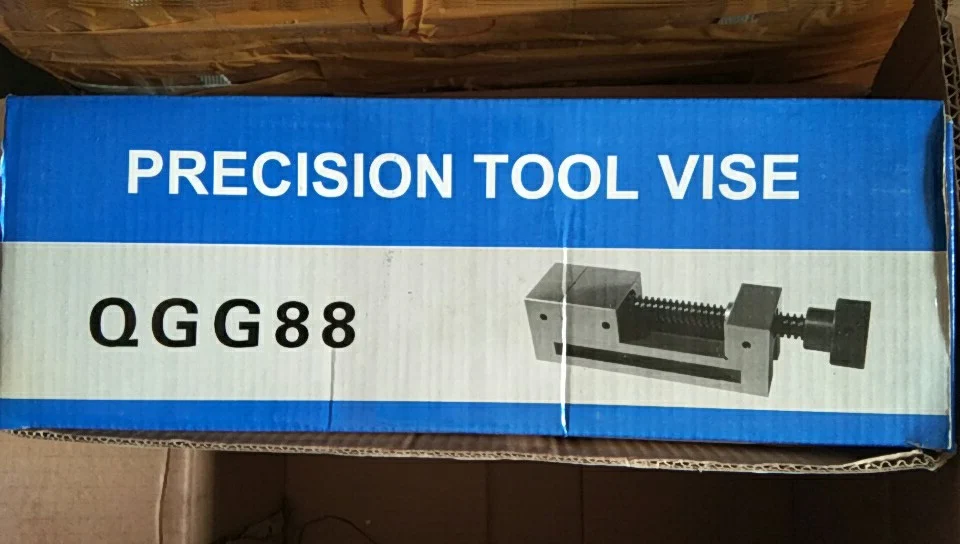 PRECISION TOOL VISE
QGG88